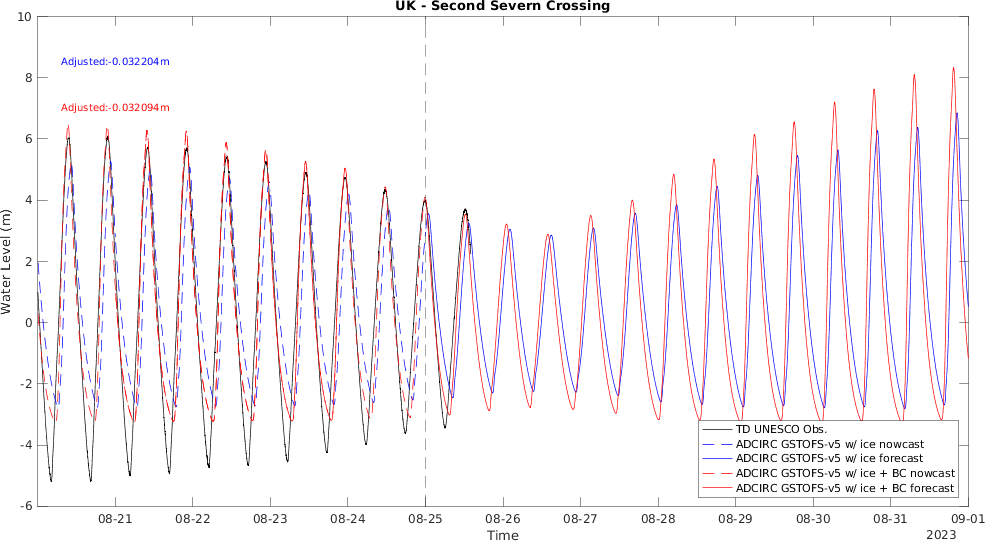 UK - Second Severn Crossing
10
8
6
4
2
0
-2
-4
-6
Water Level (m)
Adjusted:-0.032204m
Adjusted:-0.032094m
TD UNESCO Obs.
ADCIRC GSTOFS-v5 w/ ice nowcast
ADCIRC GSTOFS-v5 w/ ice forecast
ADCIRC GSTOFS-v5 w/ ice + BC nowcast
ADCIRC GSTOFS-v5 w/ ice + BC forecast
08-21 08-22 08-23 08-24 08-25 08-26 08-27 08-28 08-29 08-30 08-31 09-01
Time
2023